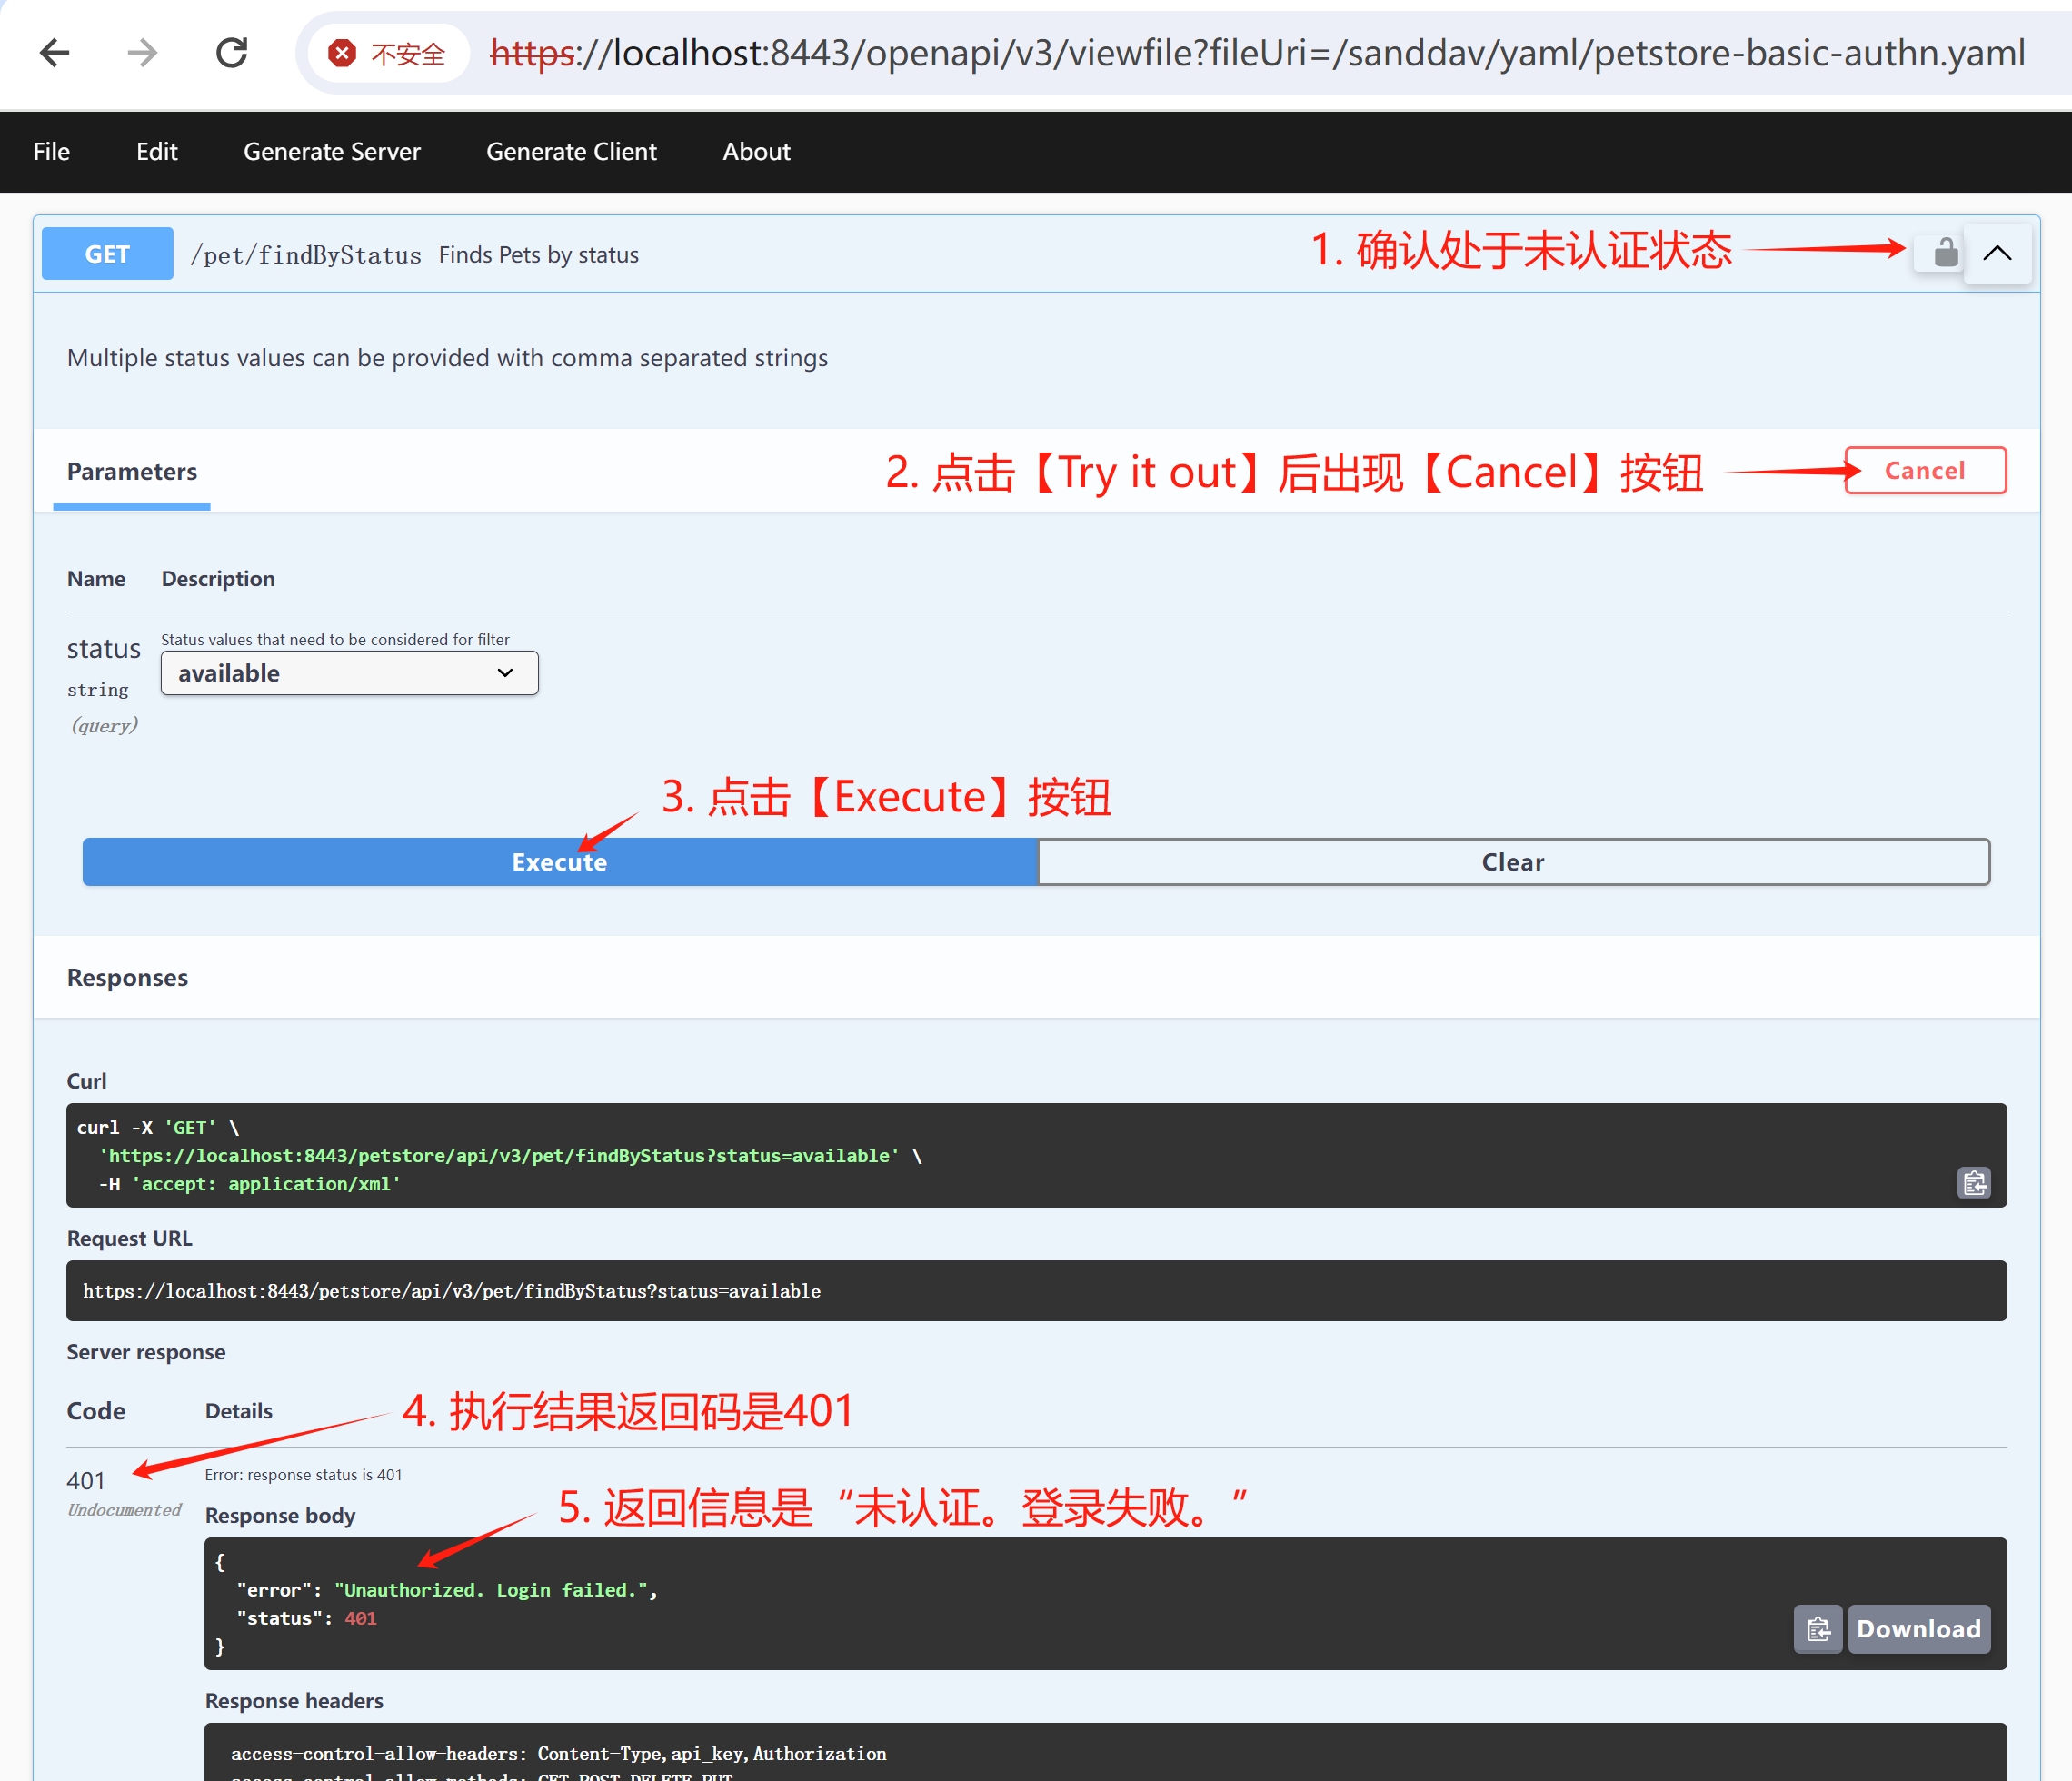 不安全 https://localhost:8443/openapi/v3/viewfile?fileUri=/sanddav/yaml/petstore-basic-authn.yaml
File Edit Generate Server Generate Client About
GET /pet/findByStatus Finds Pets by status 1. 确认处于未认证状态
Multiple status values can be provided with comma separated strings
Parameters 2. 点击【Try it out】后出现【Cancel】按钮 Cancel
Name Description
status Status values that need to be considered for filter
available
string
(query)
3. 点击【Execute】按钮
Execute Clear
Responses
Curl
curl -X 'GET' \
'https://localhost:8443/petstore/api/v3/pet/findByStatus?status=available' \
-H 'accept: application/xml'
Request URL
https://localhost:8443/petstore/api/v3/pet/findByStatus?status=available
Server response
Code Details 4. 执行结果返回码是401
401 Error: response status is 401
Undocumented
Response body 5. 返回信息是“未认证。登录失败。”
{
"error": "Unauthorized. Login failed.",
"status": 401
}
Download
Response headers
access-control-allow-headers: Content-Type,api_key,Authorization
access-control-allow-methods: GET,POST,DELETE,PUT